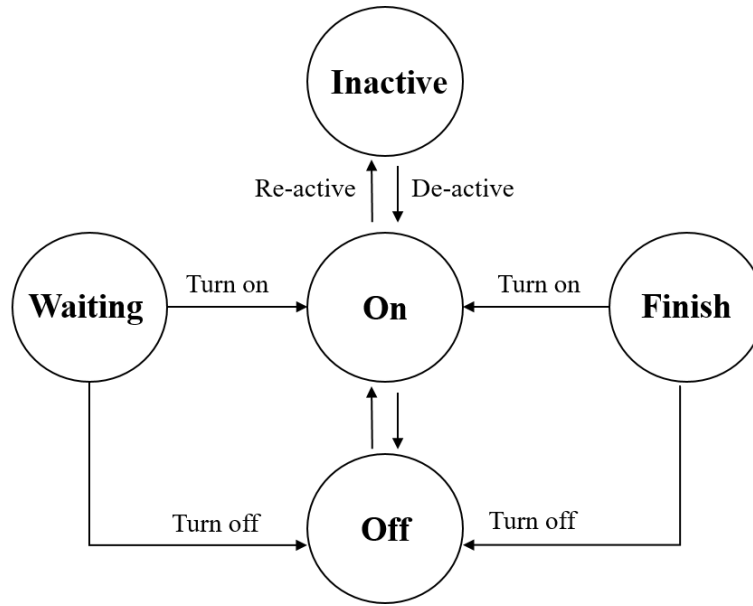 Inactive
Re-active
De-active
Turn on
Turn on
Waiting
On
Finish
Turn off
Off
Turn off